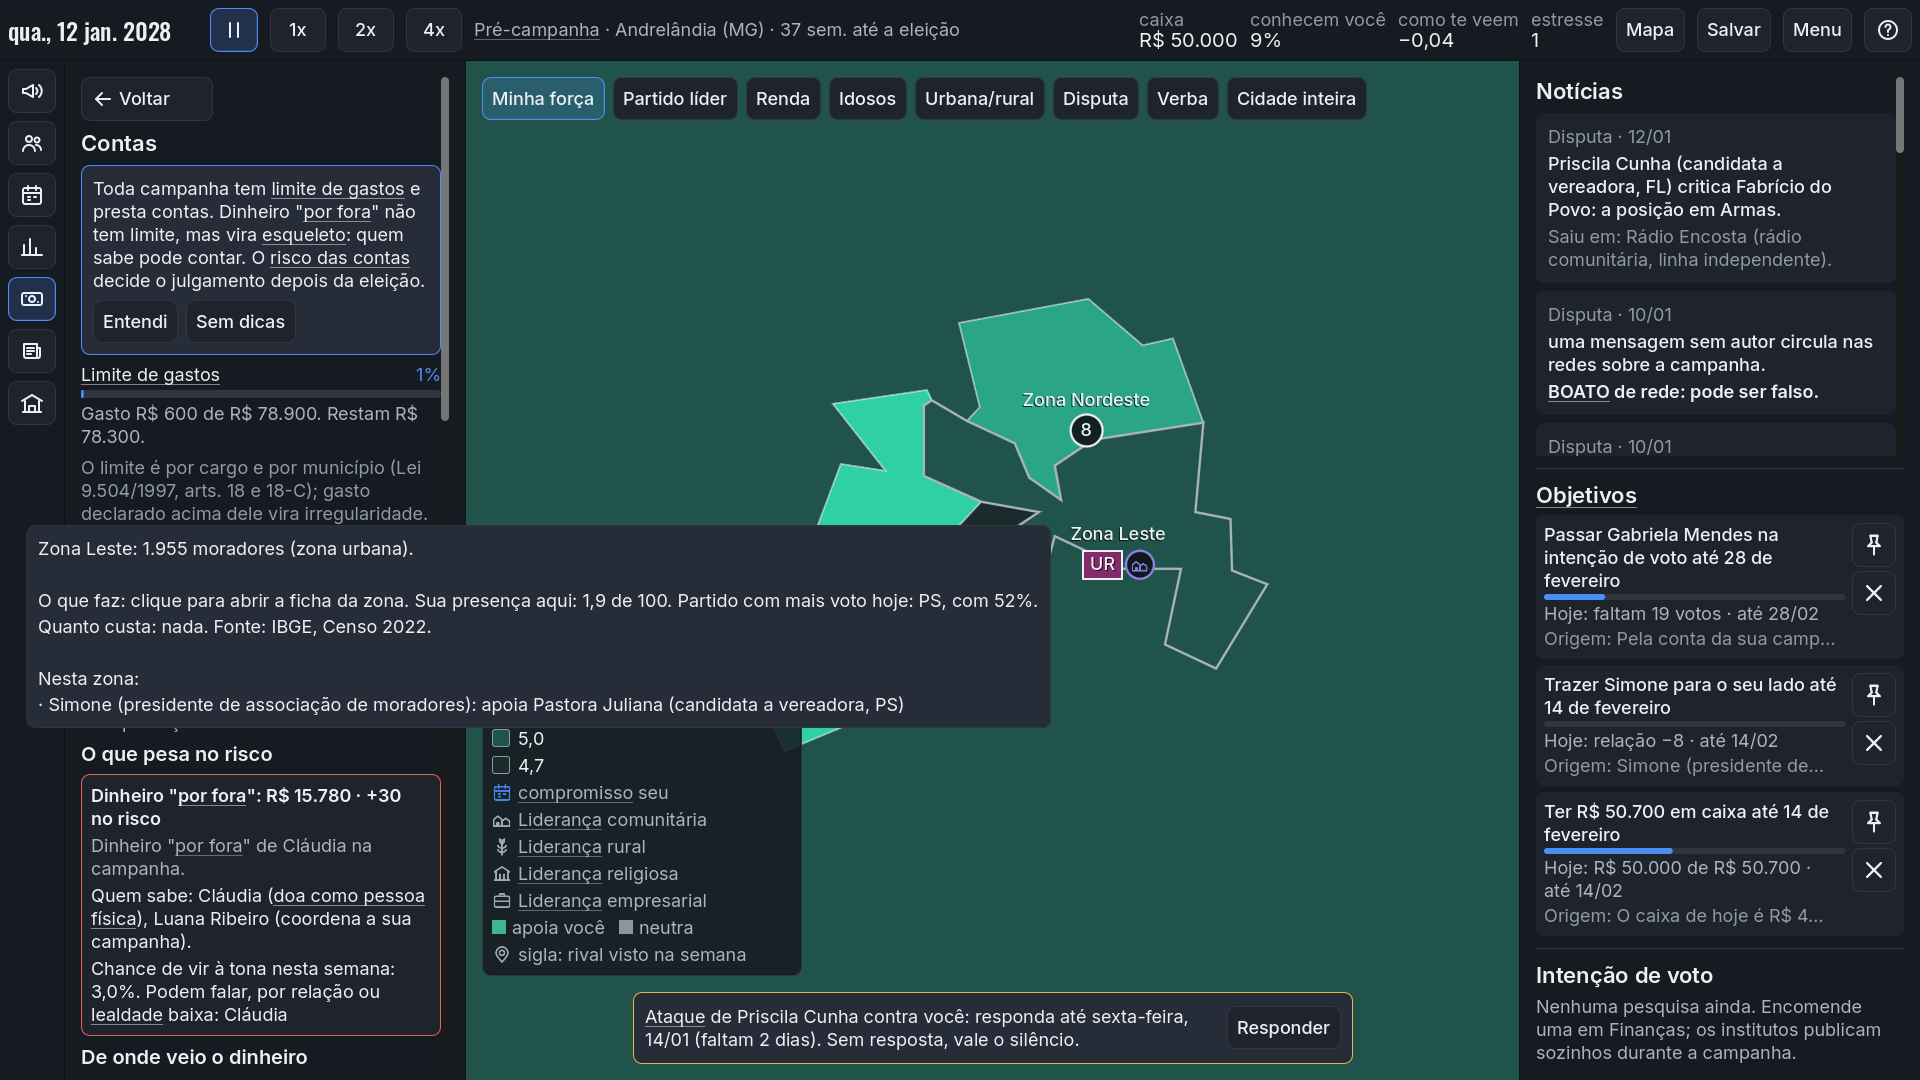 qua., 12 jan. 2028
1x
2x
4x
Pré-campanha · Andrelândia (MG) · 37 sem. até a eleição
caixa
R$ 50.000
conhecem você
9%
como te veem
−0,04
estresse
1
Mapa
Salvar
Menu
Voltar
Contas
Toda campanha tem limite de gastos e
presta contas. Dinheiro "por fora" não
tem limite, mas vira esqueleto: quem
sabe pode contar. O risco das contas
decide o julgamento depois da eleição.
Entendi
Sem dicas
Limite de gastos 1%
Gasto R$ 600 de R$ 78.900. Restam R$
78.300.
O limite é por cargo e por município (Lei
9.504/1997, arts. 18 e 18-C); gasto
declarado acima dele vira irregularidade.
O que pesa no risco
Dinheiro "por fora": R$ 15.780 · +30
no risco
Dinheiro "por fora" de Cláudia na
campanha.
Quem sabe: Cláudia (doa como pessoa
física), Luana Ribeiro (coordena a sua
campanha).
Chance de vir à tona nesta semana:
3,0%. Podem falar, por relação ou
lealdade baixa: Cláudia
De onde veio o dinheiro
Minha força
Partido líder
Renda
Idosos
Urbana/rural
Disputa
Verba
Cidade inteira
Zona Nordeste
8
Zona Leste
UR
Zona Leste: 1.955 moradores (zona urbana).
O que faz: clique para abrir a ficha da zona. Sua presença aqui: 1,9 de 100. Partido com mais voto hoje: PS, com 52%.
Quanto custa: nada. Fonte: IBGE, Censo 2022.
Nesta zona:
· Simone (presidente de associação de moradores): apoia Pastora Juliana (candidata a vereadora, PS)
5,0
4,7
compromisso seu
Liderança comunitária
Liderança rural
Liderança religiosa
Liderança empresarial
apoia você neutra
sigla: rival visto na semana
Ataque de Priscila Cunha contra você: responda até sexta-feira,
14/01 (faltam 2 dias). Sem resposta, vale o silêncio.
Responder
Notícias
Disputa · 12/01
Priscila Cunha (candidata a
vereadora, FL) critica Fabrício do
Povo: a posição em Armas.
Saiu em: Rádio Encosta (rádio
comunitária, linha independente).
Disputa · 10/01
uma mensagem sem autor circula nas
redes sobre a campanha.
BOATO de rede: pode ser falso.
Disputa · 10/01
Objetivos
Passar Gabriela Mendes na
intenção de voto até 28 de
fevereiro
Hoje: faltam 19 votos · até 28/02
Origem: Pela conta da sua camp...
Trazer Simone para o seu lado até
14 de fevereiro
Hoje: relação −8 · até 14/02
Origem: Simone (presidente de...
Ter R$ 50.700 em caixa até 14 de
fevereiro
Hoje: R$ 50.000 de R$ 50.700 ·
até 14/02
Origem: O caixa de hoje é R$ 4...
Intenção de voto
Nenhuma pesquisa ainda. Encomende
uma em Finanças; os institutos publicam
sozinhos durante a campanha.